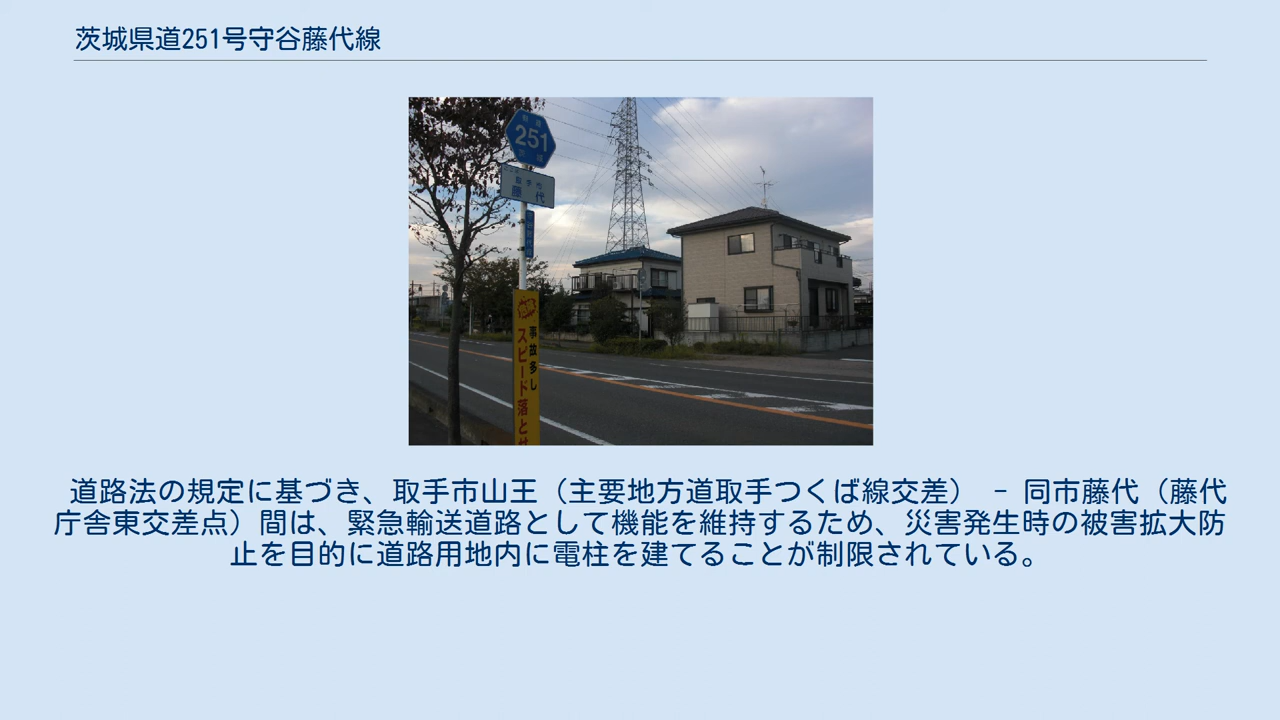 茨城県道251号守谷藤代線
251
取手市
藤代
事故多し
スピード落とせ
道路法の規定に基づき、取手市山王（主要地方道取手つくば線交差） - 同市藤代（藤代
庁舎東交差点）間は、緊急輸送道路として機能を維持するため、災害発生時の被害拡大防
止を目的に道路用地内に電柱を建てることが制限されている。